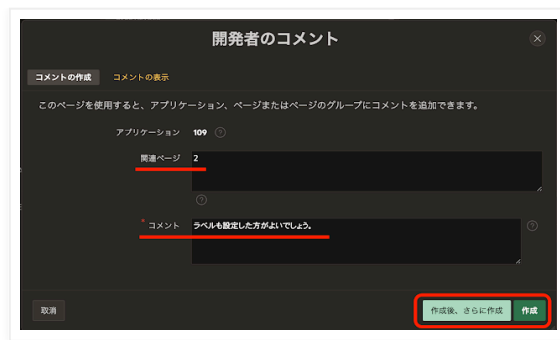 開発者のコメント
コメントの作成 コメントの表示
このページを使用すると、アプリケーション、ページまたはページのグループにコメントを追加できます。
アプリケーション 109
関連ページ 2
* コメント ラベルも設定した方がよいでしょう。
取消 作成後、さらに作成 作成